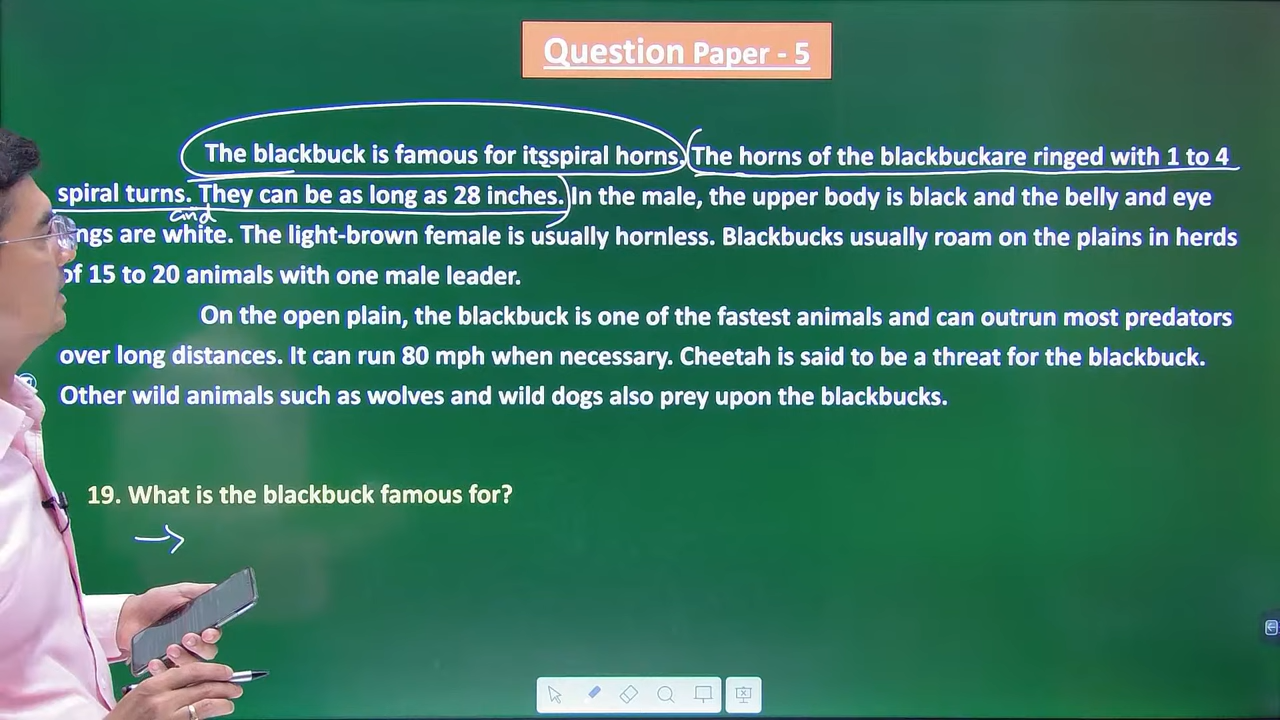 Question Paper - 5
The blackbuck is famous for itsspiral horns. The horns of the blackbuckare ringed with 1 to 4
spiral turns. They can be as long as 28 inches. In the male, the upper body is black and the belly and eye
and
ngs are white. The light-brown female is usually hornless. Blackbucks usually roam on the plains in herds
of 15 to 20 animals with one male leader.
On the open plain, the blackbuck is one of the fastest animals and can outrun most predators
over long distances. It can run 80 mph when necessary. Cheetah is said to be a threat for the blackbuck.
Other wild animals such as wolves and wild dogs also prey upon the blackbucks.
19. What is the blackbuck famous for?